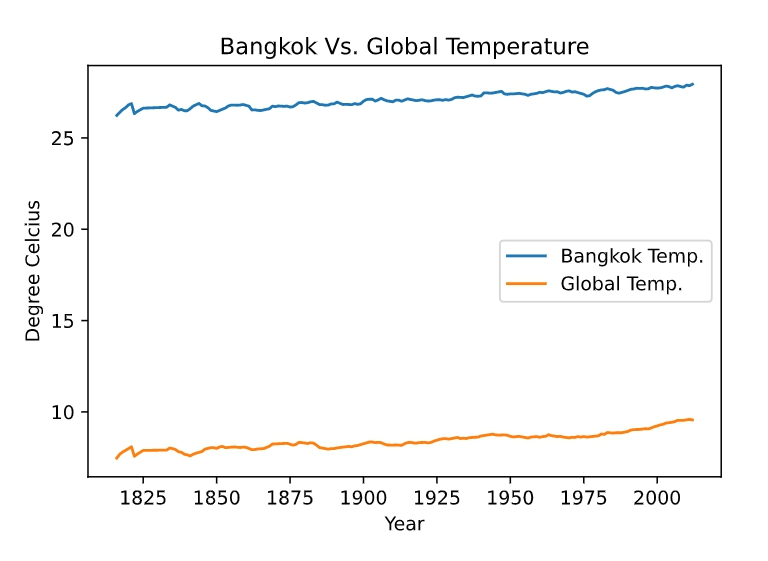 Bangkok Vs. Global Temperature
25
20
15
10
Degree Celcius
Bangkok Temp.
Global Temp.
1825 1850 1875 1900 1925 1950 1975 2000
Year